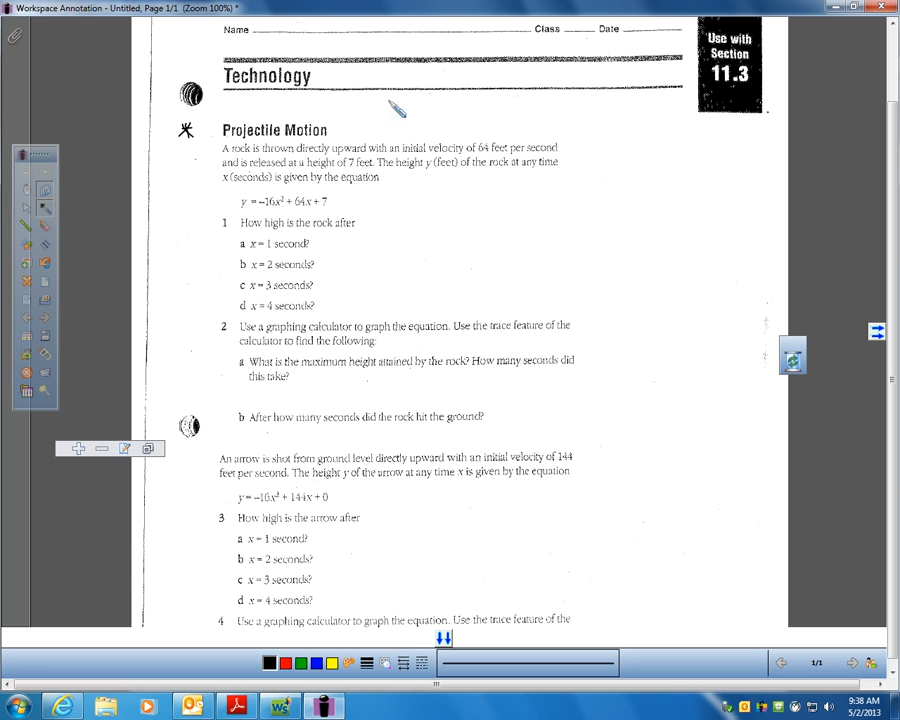 Workspace Annotation - Untitled, Page 1/1 (Zoom 100%) *
Name Class Date
Use with
Section
11.3
Technology
Projectile Motion
A rock is thrown directly upward with an initial velocity of 64 feet per second
and is released at a height of 7 feet. The height y (feet) of the rock at any time
x (seconds) is given by the equation
y = –16x² + 64x + 7
1 How high is the rock after
a x = 1 second?
b x = 2 seconds?
c x = 3 seconds?
d x = 4 seconds?
2 Use a graphing calculator to graph the equation. Use the trace feature of the
calculator to find the following:
a What is the maximum height attained by the rock? How many seconds did
this take?
b After how many seconds did the rock hit the ground?
An arrow is shot from ground level directly upward with an initial velocity of 144
feet per second. The height y of the arrow at any time x is given by the equation
y = –16x² + 144x + 0
3 How high is the arrow after
a x = 1 second?
b x = 2 seconds?
c x = 3 seconds?
d x = 4 seconds?
4 Use a graphing calculator to graph the equation. Use the trace feature of the
1/1
9:38 AM
5/2/2013